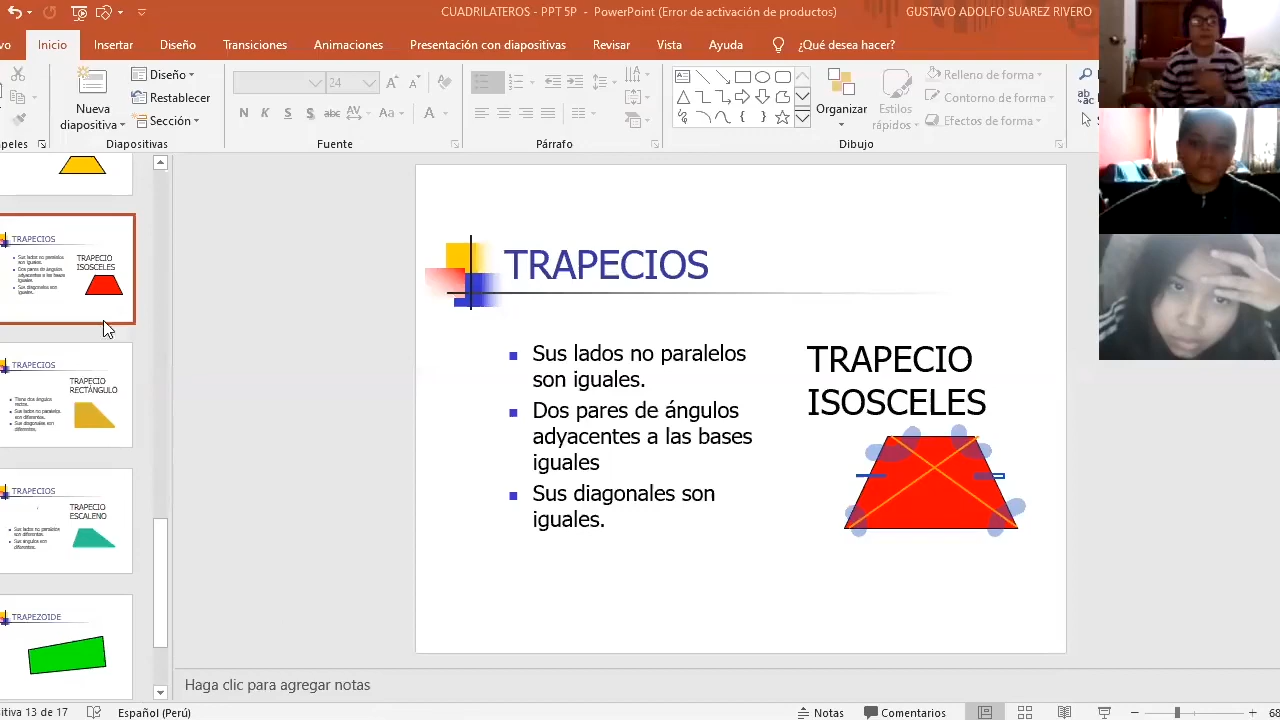 CUADRILATEROS - PPT 5P - PowerPoint (Error de activación de productos)
GUSTAVO ADOLFO SUAREZ RIVERO
Inicio
Insertar
Diseño
Transiciones
Animaciones
Presentación con diapositivas
Revisar
Vista
Ayuda
¿Qué desea hacer?
Nueva
diapositiva
Diseño
Restablecer
Sección
24
N K S S abc AV Aa A
Organizar
Estilos
rápidos
Relleno de forma
Contorno de forma
Efectos de forma
Diapositivas
Fuente
Párrafo
Dibujo
TRAPECIOS
Sus lados no paralelos
son iguales.
Dos pares de ángulos
adyacentes a las bases
iguales
Sus diagonales son
iguales.
TRAPECIO
ISOSCELES
TRAPECIOS
Tiene dos ángulos
rectos.
Sus lados no paralelos
son diferentes.
Sus diagonales son
diferentes.
TRAPECIO
RECTÁNGULO
TRAPECIOS
Sus lados no paralelos
son diferentes.
Sus ángulos son
diferentes.
TRAPECIO
ESCALENO
TRAPEZOIDE
TRAPECIOS
Sus lados no paralelos
son iguales.
Dos pares de ángulos
adyacentes a las bases
iguales
Sus diagonales son
iguales.
TRAPECIO
ISOSCELES
Haga clic para agregar notas
13 de 17
Español (Perú)
Notas
Comentarios